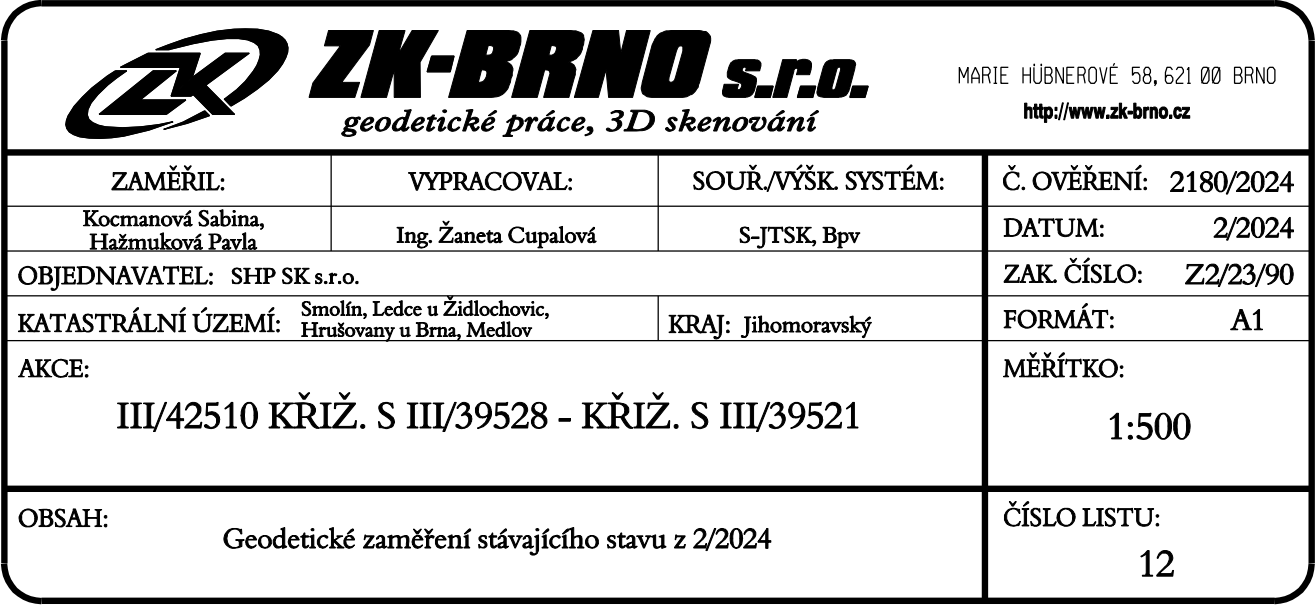 ZK
ZK-BRNO s.r.o.
geodetické práce, 3D skenování
MARIE HÜBNEROVÉ 58, 621 00 BRNO
http://www.zk-brno.cz
ZAMĚŘIL:
Kocmanová Sabina,
Hažmuková Pavla
VYPRACOVAL:
Ing. Žaneta Cupalová
SOUŘ./VÝŠK. SYSTÉM:
S-JTSK, Bpv
Č. OVĚŘENÍ: 2180/2024
DATUM: 2/2024
OBJEDNAVATEL: SHP SK s.r.o.
ZAK. ČÍSLO: Z2/23/90
KATASTRÁLNÍ ÚZEMÍ: Smolín, Ledce u Židlochovic,
Hrušovany u Brna, Medlov
KRAJ: Jihomoravský
FORMÁT: A1
AKCE:
III/42510 KŘIŽ. S III/39528 - KŘIŽ. S III/39521
MĚŘÍTKO:
1:500
OBSAH:
Geodetické zaměření stávajícího stavu z 2/2024
ČÍSLO LISTU:
12